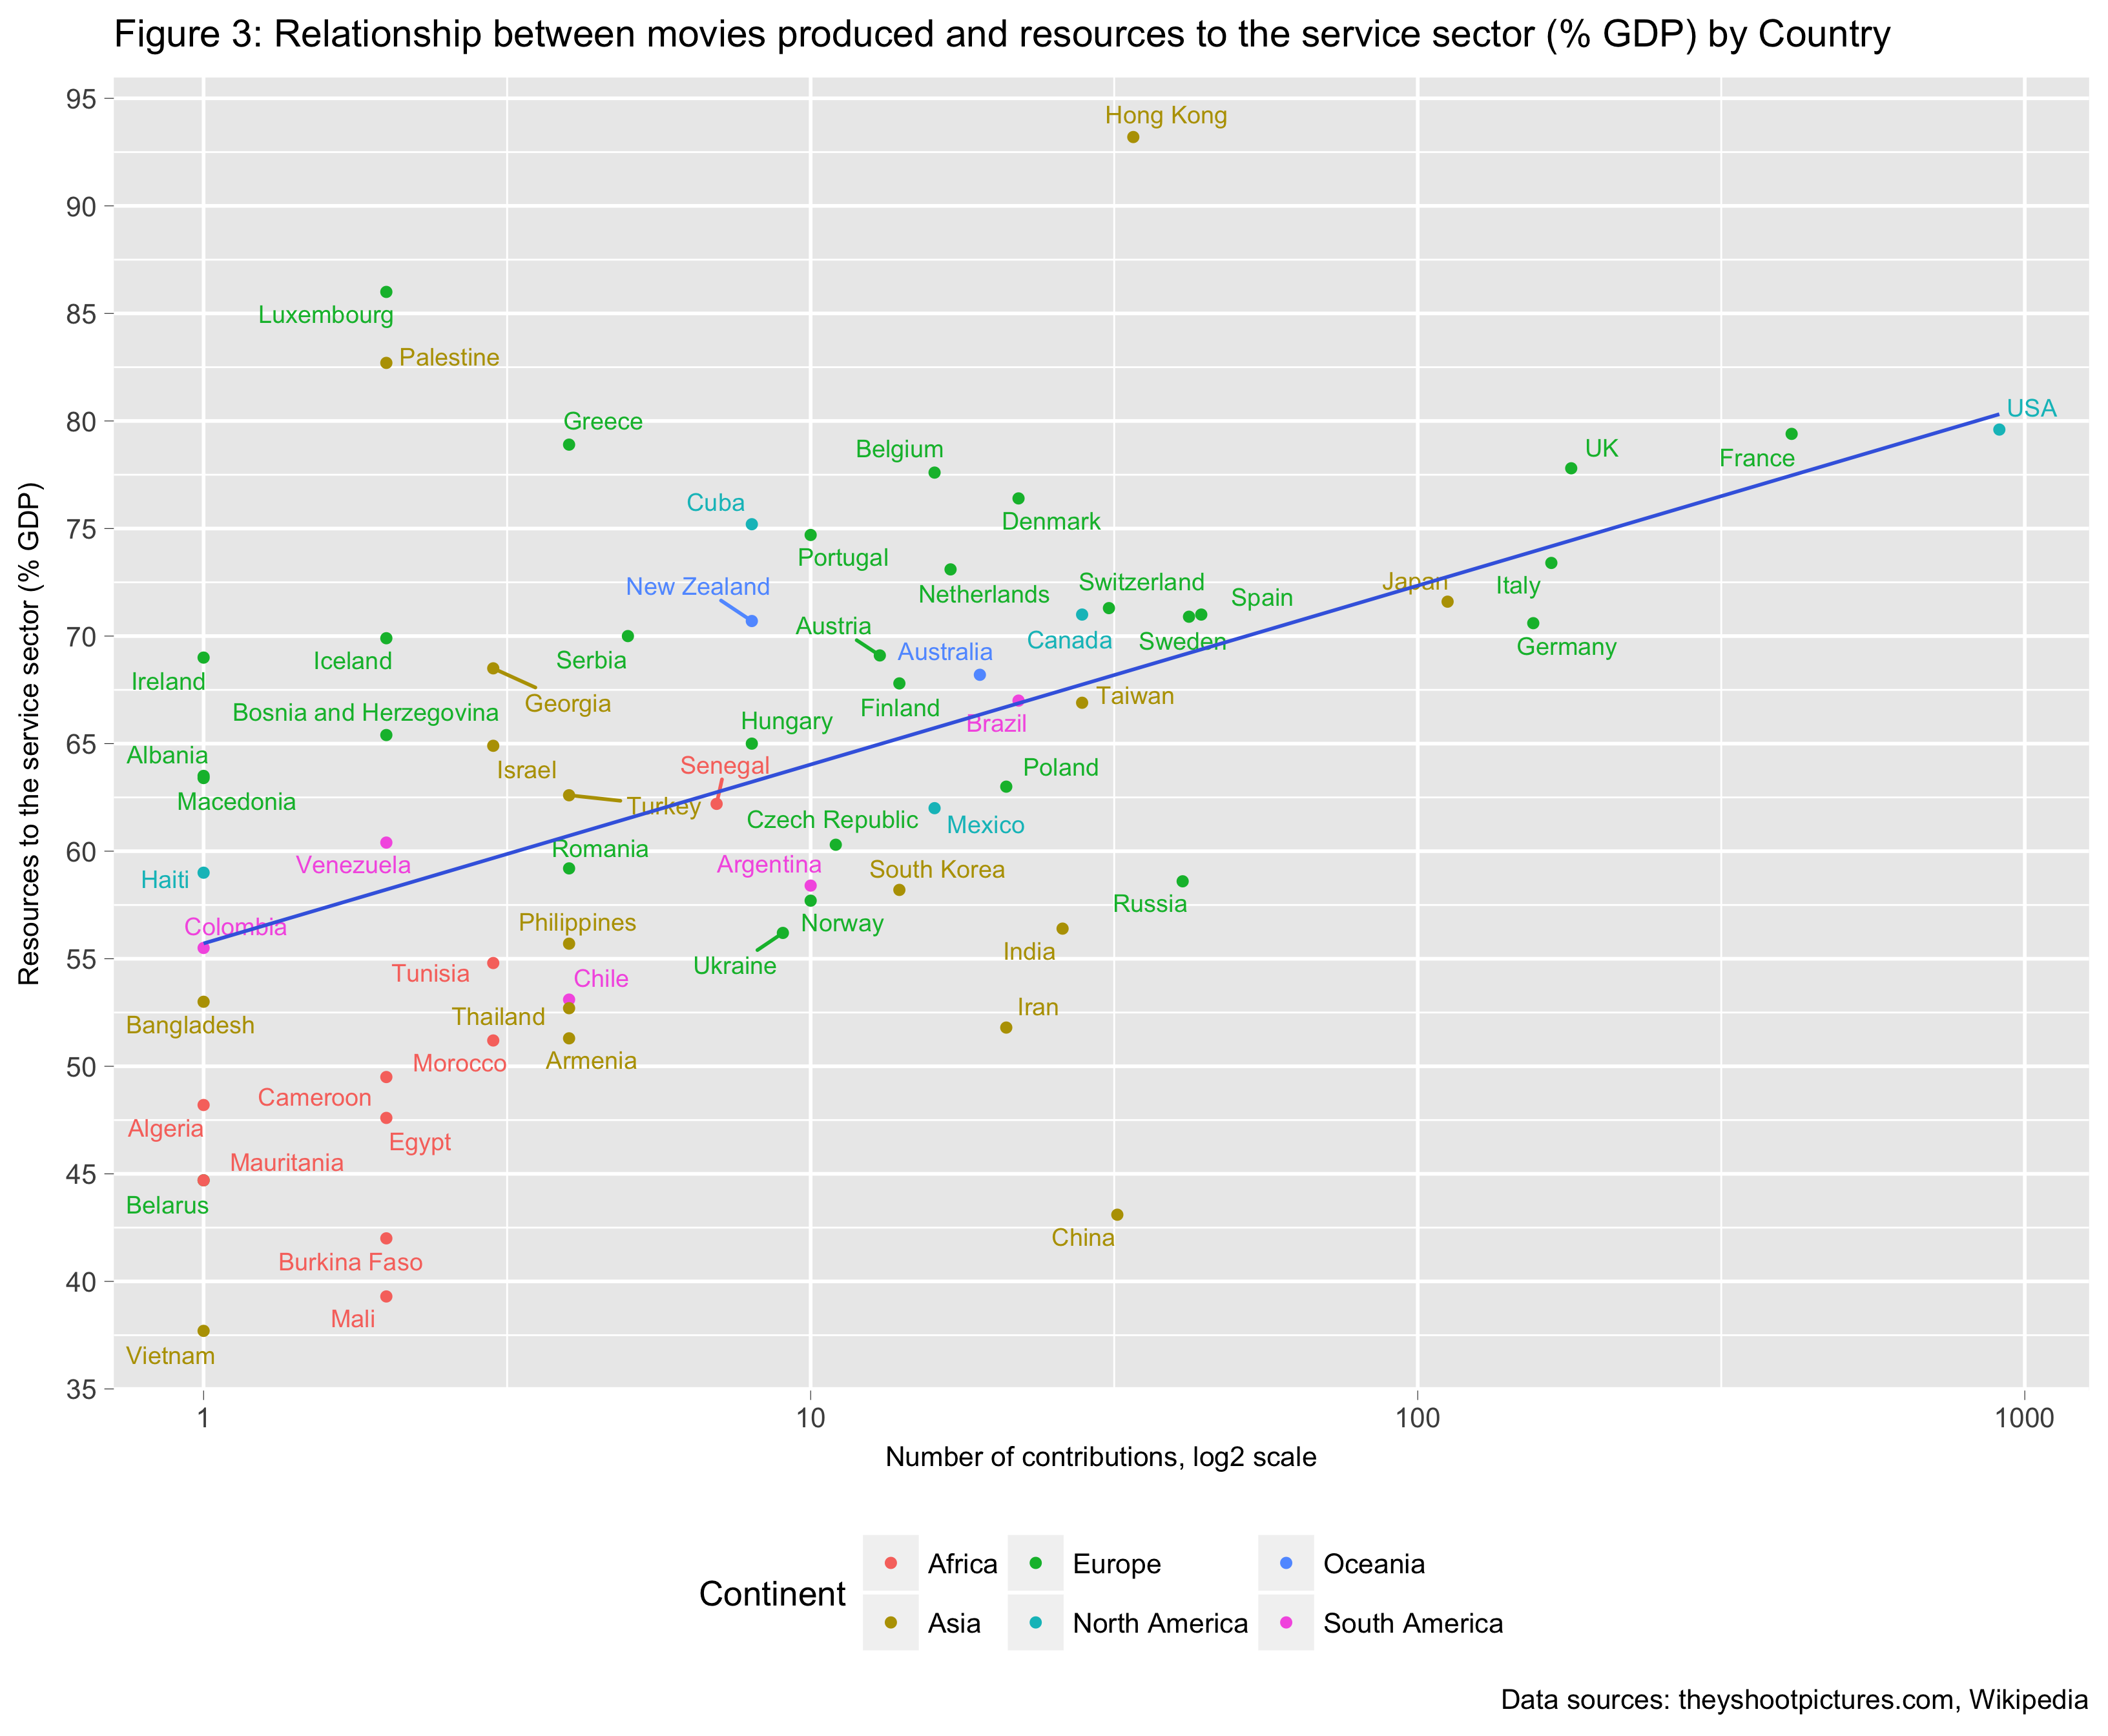 Figure 3: Relationship between movies produced and resources to the service sector (% GDP) by Country
Resources to the service sector (% GDP)
95
90
85
80
75
70
65
60
55
50
45
40
35
Hong Kong
Luxembourg
Palestine
USA
Greece
Belgium
UK
France
Cuba
Denmark
Portugal
New Zealand
Netherlands
Switzerland
Japan
Italy
Spain
Austria
Canada
Sweden
Germany
Australia
Iceland
Serbia
Ireland
Georgia
Taiwan
Finland
Bosnia and Herzegovina
Hungary
Brazil
Albania
Israel
Senegal
Poland
Macedonia
Turkey
Czech Republic
Mexico
Romania
Venezuela
Argentina
South Korea
Haiti
Russia
Colombia
Philippines
Norway
India
Tunisia
Ukraine
Chile
Bangladesh
Thailand
Iran
Morocco
Armenia
Cameroon
Algeria
Egypt
Mauritania
Belarus
China
Burkina Faso
Mali
Vietnam
1 10 100 1000
Number of contributions, log2 scale
Continent
Africa Europe Oceania
Asia North America South America
Data sources: theyshootpictures.com, Wikipedia